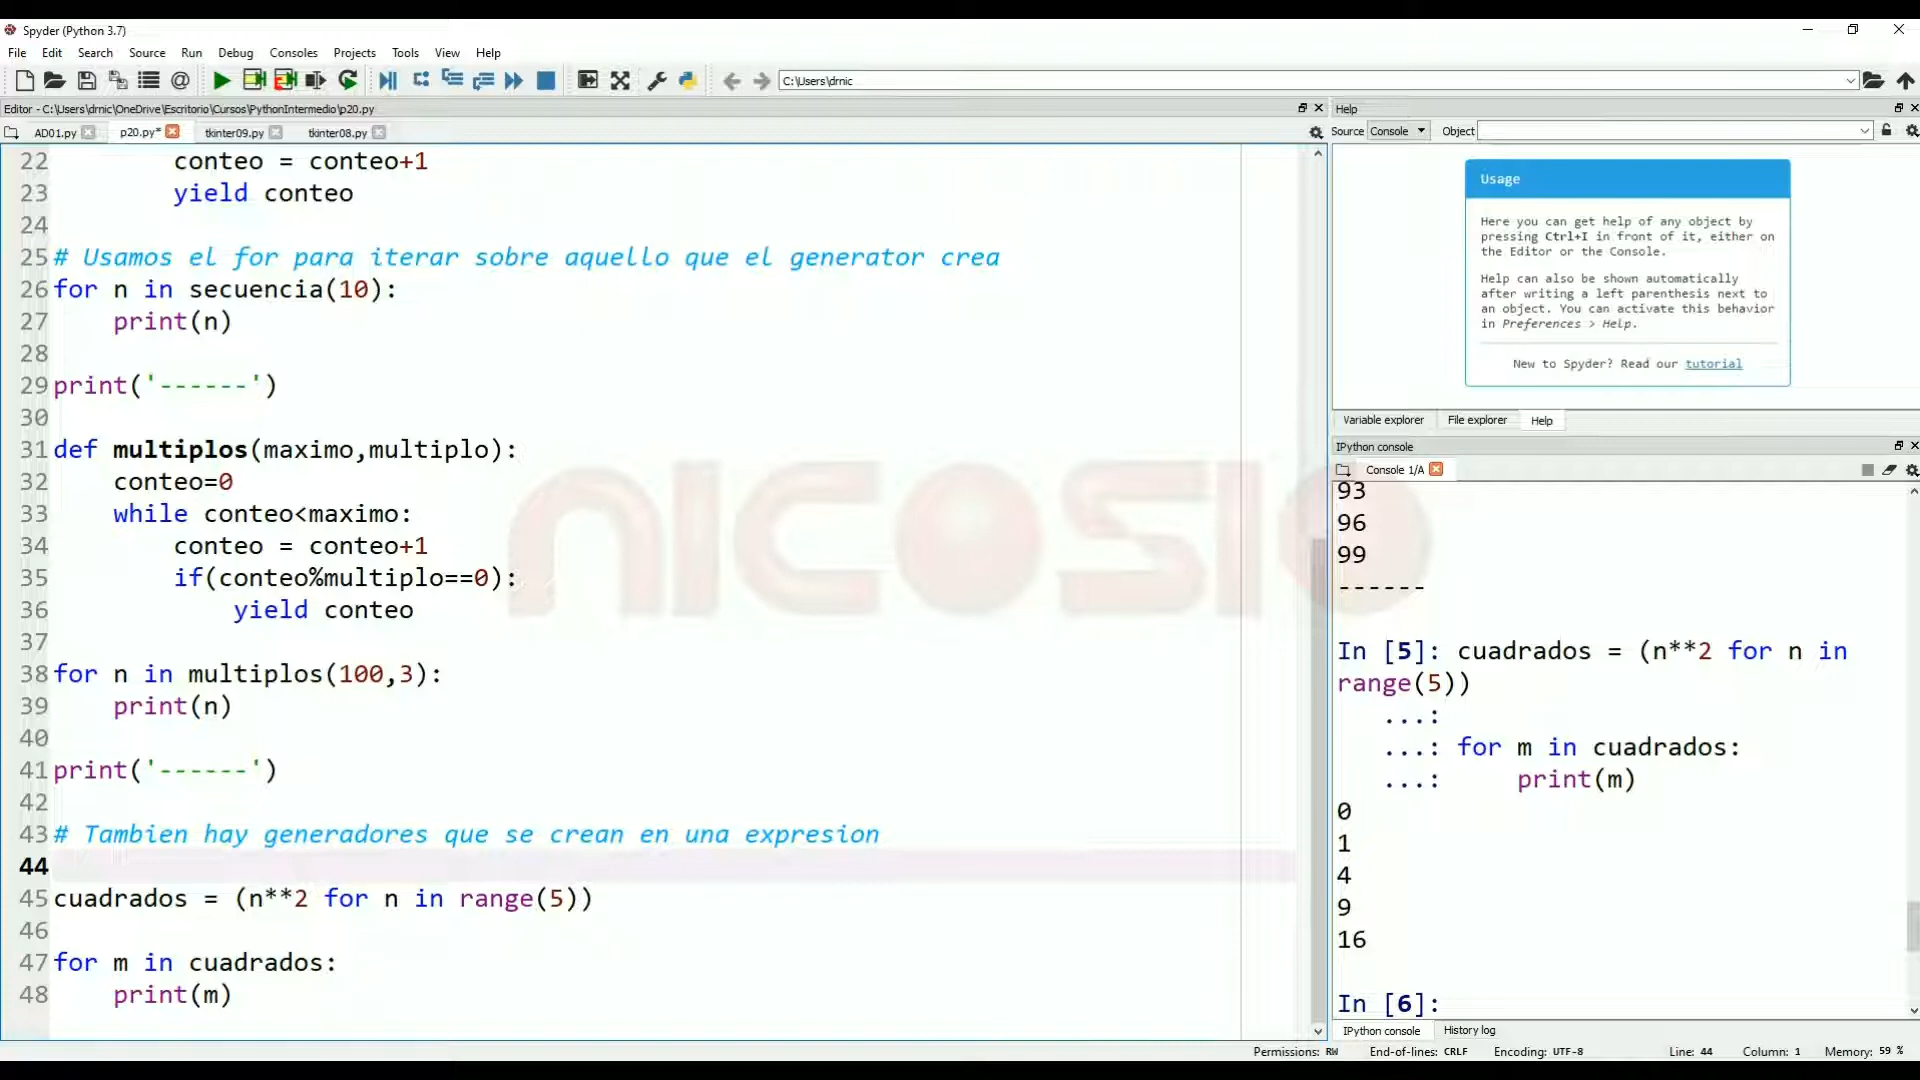 Spyder (Python 3.7)
File Edit Search Source Run Debug Consoles Projects Tools View Help
C:\Users\drnic
Editor - C:\Users\drnic\OneDrive\Escritorio\Cursos\PythonIntermedio\p20.py
AD01.py p20.py* tkinter09.py tkinter08.py
22 conteo = conteo+1
23 yield conteo
24
25 # Usamos el for para iterar sobre aquello que el generator crea
26 for n in secuencia(10):
27 print(n)
28
29 print('------')
30
31 def multiplos(maximo,multiplo):
32 conteo=0
33 while conteo<maximo:
34 conteo = conteo+1
35 if(conteo%multiplo==0):
36 yield conteo
37
38 for n in multiplos(100,3):
39 print(n)
40
41 print('------')
42
43 # Tambien hay generadores que se crean en una expresion
44
45 cuadrados = (n**2 for n in range(5))
46
47 for m in cuadrados:
48 print(m)
NICOSIO
Help
Source Console Object
Usage
Here you can get help of any object by
pressing Ctrl+I in front of it, either on
the Editor or the Console.
Help can also be shown automatically
after writing a left parenthesis next to
an object. You can activate this behavior
in Preferences > Help.
New to Spyder? Read our tutorial
Variable explorer File explorer Help
IPython console
Console 1/A
93
96
99
------
In [5]: cuadrados = (n**2 for n in
range(5))
...:
...: for m in cuadrados:
...: print(m)
0
1
4
9
16
In [6]:
IPython console History log
Permissions: RW End-of-lines: CRLF Encoding: UTF-8 Line: 44 Column: 1 Memory: 59 %